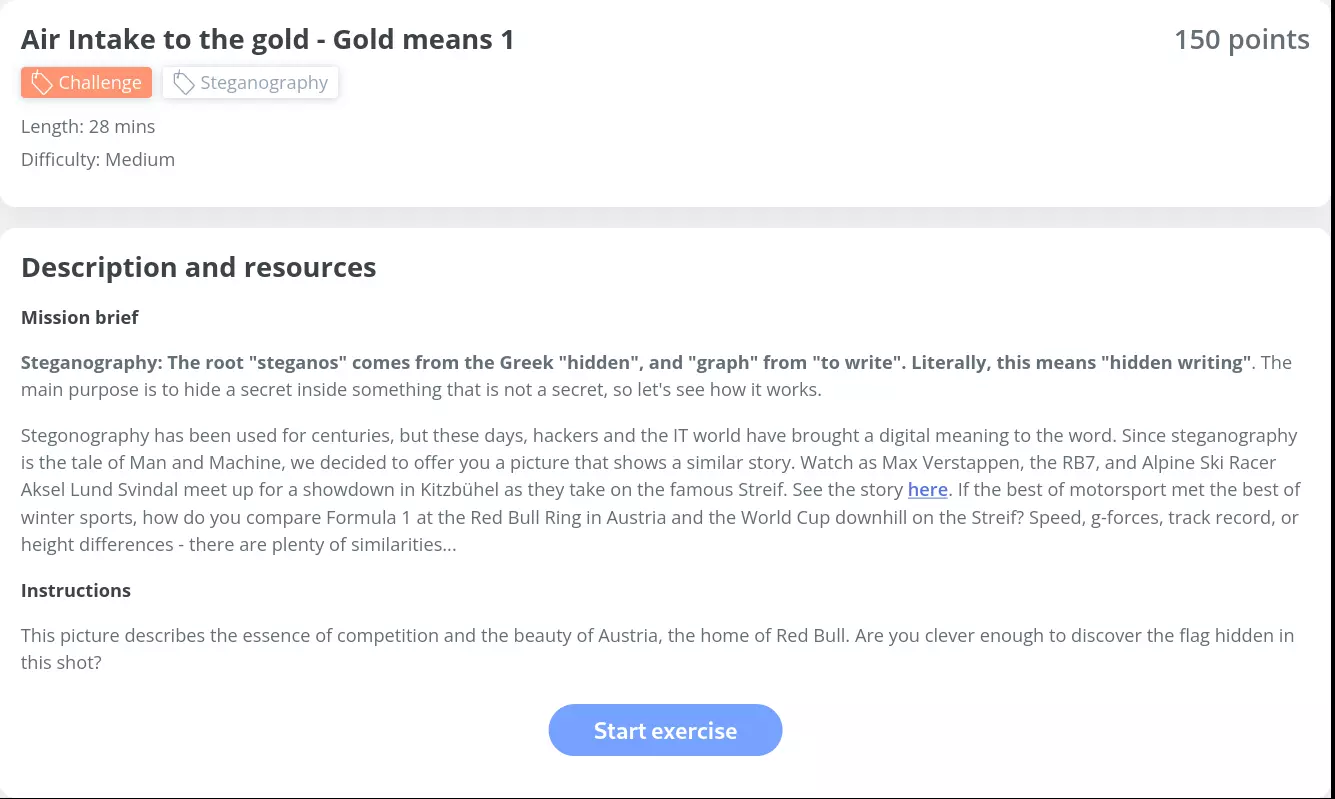 Air Intake to the gold - Gold means 1
150 points
Challenge
Steganography
Length: 28 mins
Difficulty: Medium
Description and resources
Mission brief
Steganography: The root "steganos" comes from the Greek "hidden", and "graph" from "to write". Literally, this means "hidden writing". The
main purpose is to hide a secret inside something that is not a secret, so let's see how it works.
Stegonography has been used for centuries, but these days, hackers and the IT world have brought a digital meaning to the word. Since steganography
is the tale of Man and Machine, we decided to offer you a picture that shows a similar story. Watch as Max Verstappen, the RB7, and Alpine Ski Racer
Aksel Lund Svindal meet up for a showdown in Kitzbühel as they take on the famous Streif. See the story here. If the best of motorsport met the best of
winter sports, how do you compare Formula 1 at the Red Bull Ring in Austria and the World Cup downhill on the Streif? Speed, g-forces, track record, or
height differences - there are plenty of similarities...
Instructions
This picture describes the essence of competition and the beauty of Austria, the home of Red Bull. Are you clever enough to discover the flag hidden in
this shot?
Start exercise